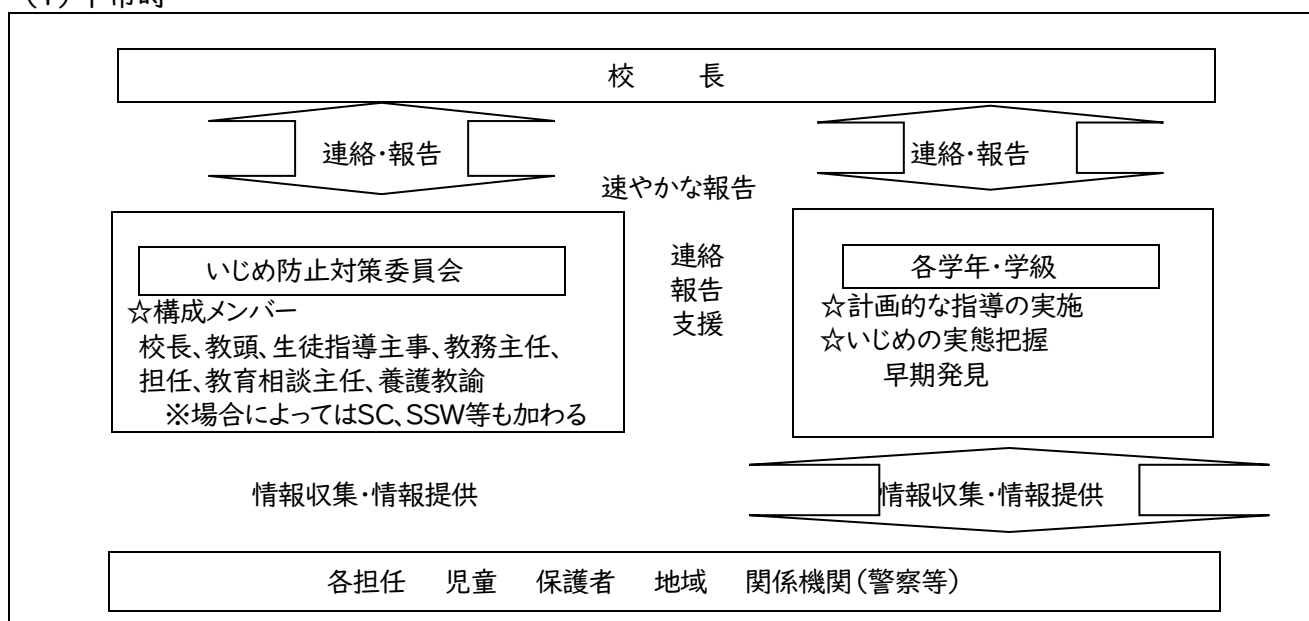 校 長
連絡・報告
連絡・報告
速やかな報告
いじめ防止対策委員会
☆構成メンバー
校長、教頭、生徒指導主事、教務主任、
担任、教育相談主任、養護教諭
※場合によってはSC、SSW等も加わる
連絡
報告
支援
各学年・学級
☆計画的な指導の実施
☆いじめの実態把握
早期発見
情報収集・情報提供
情報収集・情報提供
各担任 児童 保護者 地域 関係機関(警察等)